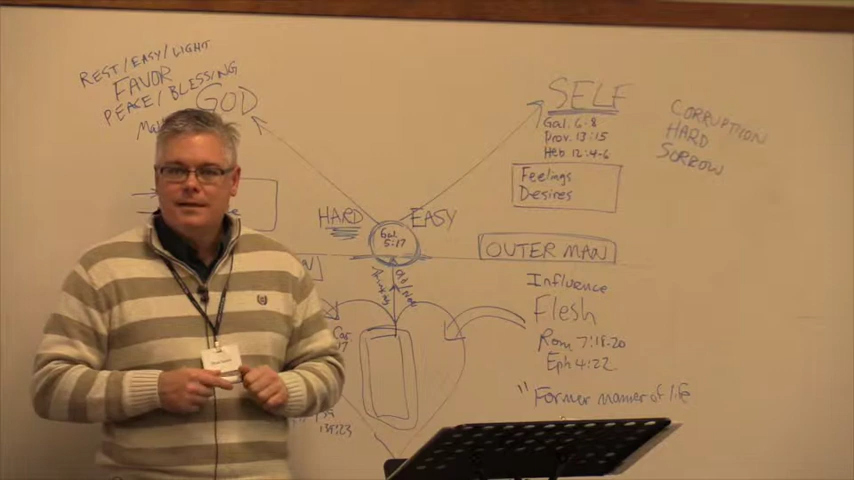 REST/EASY/LIGHT
FAVOR
PEACE/BLESSING
GOD
SELF
Gal. 6-8
Prov. 13:15
Heb 12:4-6
CORRUPTION
HARD
SORROW
Feelings
Desires
HARD
EASY
Gal
5:17
OUTER MAN
Influence
Flesh
Rom 7:18-20
Eph 4:22
"Former manner of life